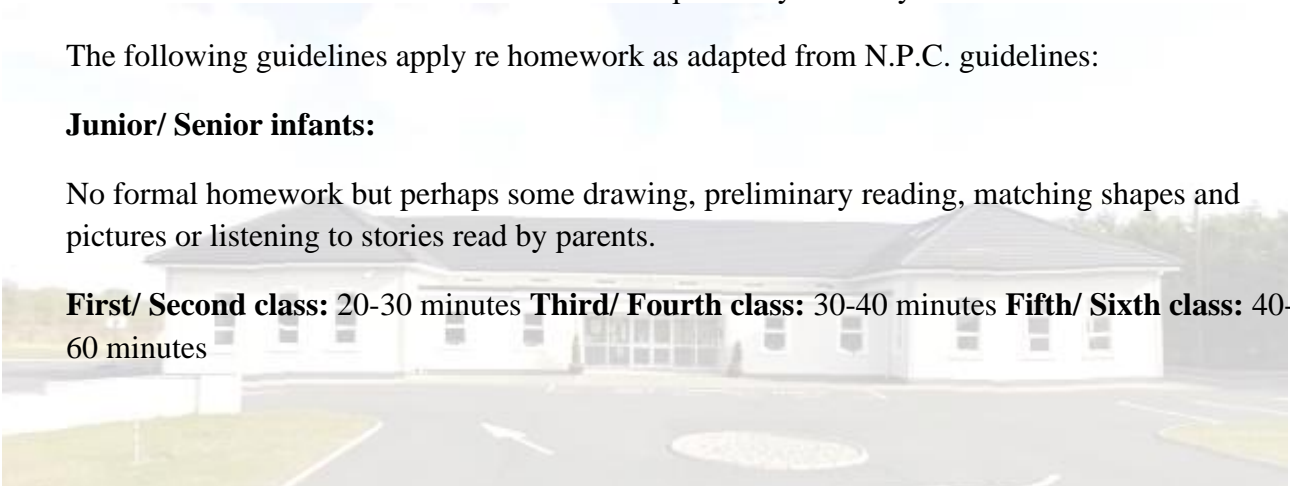 The following guidelines apply re homework as adapted from N.P.C. guidelines:
Junior/ Senior infants:
No formal homework but perhaps some drawing, preliminary reading, matching shapes and
pictures or listening to stories read by parents.
First/ Second class: 20-30 minutes Third/ Fourth class: 30-40 minutes Fifth/ Sixth class: 40-
60 minutes